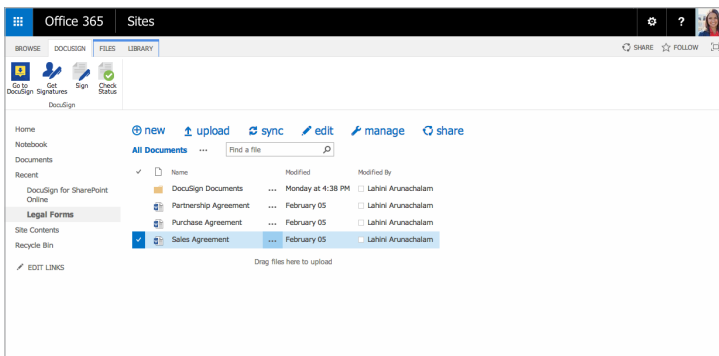 Office 365 Sites ?
BROWSE DOCUSIGN FILES LIBRARY SHARE FOLLOW
Go to DocuSign Get Signatures Sign Check Status
DocuSign
Home
Notebook
Documents
Recent
DocuSign for SharePoint
Online
Legal Forms
Site Contents
Recycle Bin
EDIT LINKS
new upload sync edit manage share
All Documents ... Find a file
Name Modified Modified By
DocuSign Documents ... Monday at 4:38 PM Lahini Arunachalam
Partnership Agreement ... February 05 Lahini Arunachalam
Purchase Agreement ... February 05 Lahini Arunachalam
Sales Agreement ... February 05 Lahini Arunachalam
Drag files here to upload